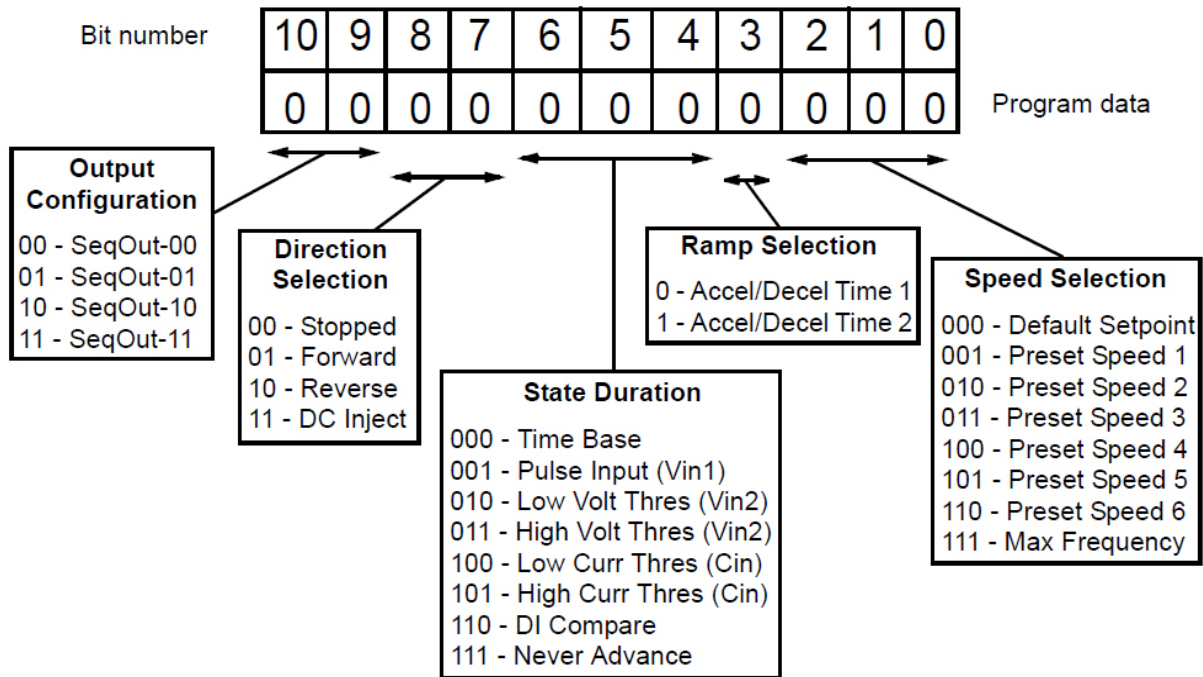 Bit number 10 9 8 7 6 5 4 3 2 1 0
0 0 0 0 0 0 0 0 0 0 0 Program data
Output
Configuration
00 - SeqOut-00
01 - SeqOut-01
10 - SeqOut-10
11 - SeqOut-11
Direction
Selection
00 - Stopped
01 - Forward
10 - Reverse
11 - DC Inject
State Duration
000 - Time Base
001 - Pulse Input (Vin1)
010 - Low Volt Thres (Vin2)
011 - High Volt Thres (Vin2)
100 - Low Curr Thres (Cin)
101 - High Curr Thres (Cin)
110 - DI Compare
111 - Never Advance
Ramp Selection
0 - Accel/Decel Time 1
1 - Accel/Decel Time 2
Speed Selection
000 - Default Setpoint
001 - Preset Speed 1
010 - Preset Speed 2
011 - Preset Speed 3
100 - Preset Speed 4
101 - Preset Speed 5
110 - Preset Speed 6
111 - Max Frequency